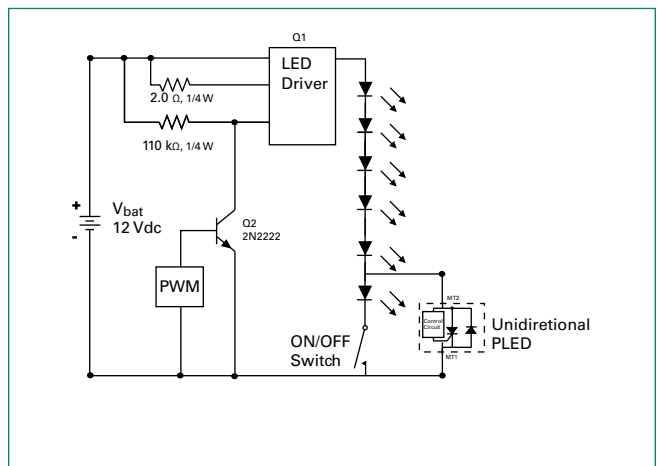 Q1
LED
Driver
2.0 Ω, 1/4 W
110 kΩ, 1/4 W
+
Vbat
12 Vdc
-
Q2
2N2222
PWM
ON/OFF
Switch
MT2
Control
Circuit
MT1
Unidiretional
PLED